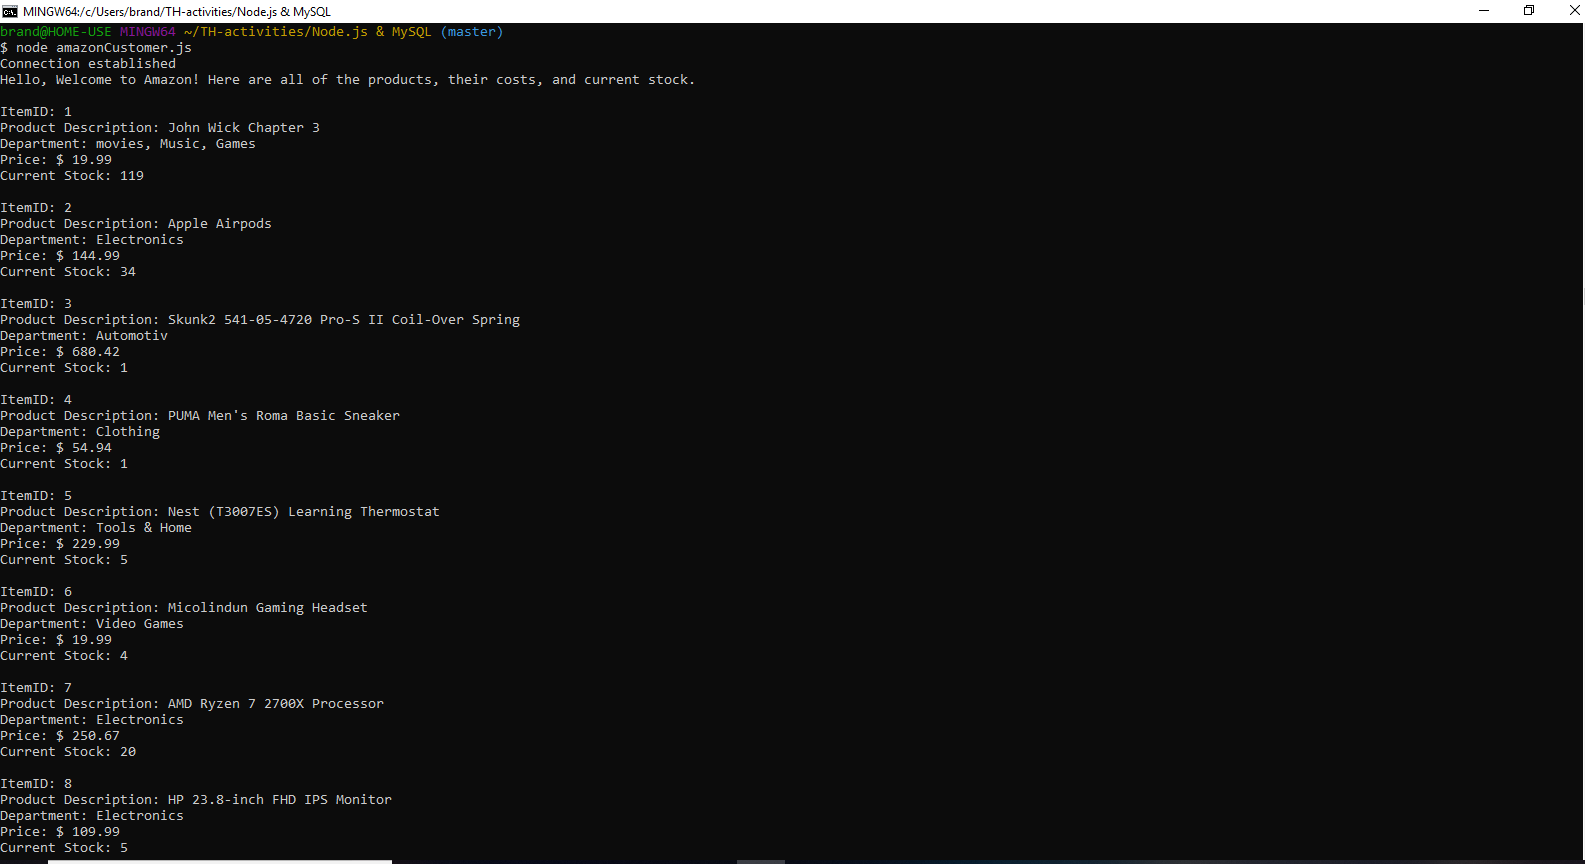 MINGW64:/c/Users/brand/TH-activities/Node.js & MySQL
brand@HOME-USE MINGW64 ~/TH-activities/Node.js & MySQL (master)
$ node amazonCustomer.js
Connection established
Hello, Welcome to Amazon! Here are all of the products, their costs, and current stock.
ItemID: 1
Product Description: John Wick Chapter 3
Department: movies, Music, Games
Price: $ 19.99
Current Stock: 119
ItemID: 2
Product Description: Apple Airpods
Department: Electronics
Price: $ 144.99
Current Stock: 34
ItemID: 3
Product Description: Skunk2 541-05-4720 Pro-S II Coil-Over Spring
Department: Automotiv
Price: $ 680.42
Current Stock: 1
ItemID: 4
Product Description: PUMA Men's Roma Basic Sneaker
Department: Clothing
Price: $ 54.94
Current Stock: 1
ItemID: 5
Product Description: Nest (T3007ES) Learning Thermostat
Department: Tools & Home
Price: $ 229.99
Current Stock: 5
ItemID: 6
Product Description: Micolindun Gaming Headset
Department: Video Games
Price: $ 19.99
Current Stock: 4
ItemID: 7
Product Description: AMD Ryzen 7 2700X Processor
Department: Electronics
Price: $ 250.67
Current Stock: 20
ItemID: 8
Product Description: HP 23.8-inch FHD IPS Monitor
Department: Electronics
Price: $ 109.99
Current Stock: 5